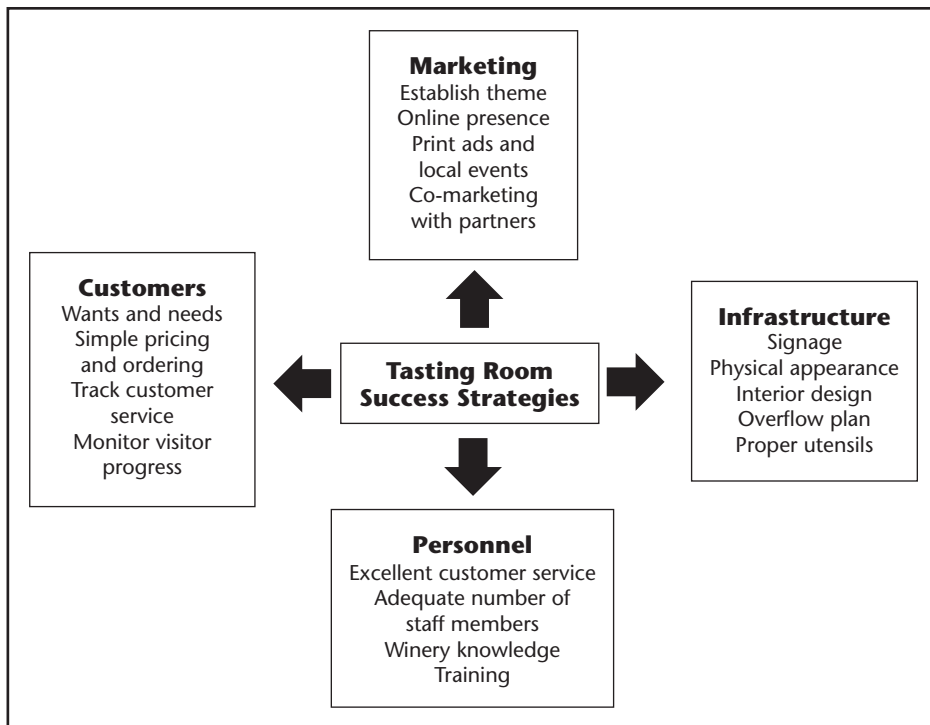 Marketing
Establish theme
Online presence
Print ads and
local events
Co-marketing
with partners
Customers
Wants and needs
Simple pricing
and ordering
Track customer
service
Monitor visitor
progress
Tasting Room
Success Strategies
Infrastructure
Signage
Physical appearance
Interior design
Overflow plan
Proper utensils
Personnel
Excellent customer service
Adequate number of
staff members
Winery knowledge
Training